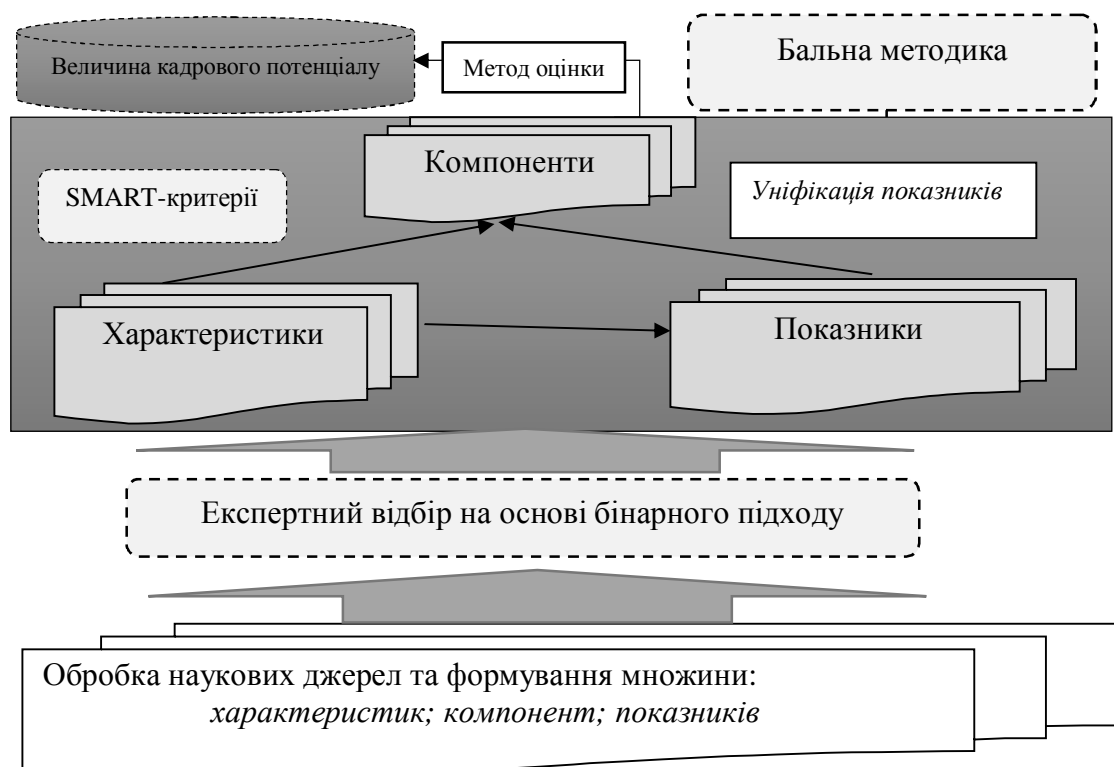 Величина кадрового потенціалу
Метод оцінки
Бальна методика
Компоненти
SMART-критерії
Уніфікація показників
Характеристики
Показники
Експертний відбір на основі бінарного підходу
Обробка наукових джерел та формування множини:
характеристик; компонент; показників